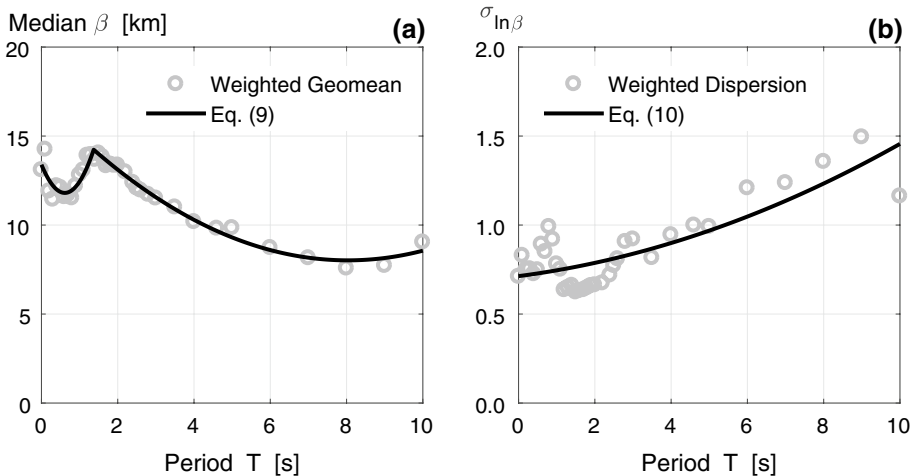 Median β [km]
(a)
20
15
10
5
0
Weighted Geomean
Eq. (9)
0 2 4 6 8 10
Period T [s]
σ ln β
(b)
2.0
1.5
1.0
0.5
0.0
Weighted Dispersion
Eq. (10)
0 2 4 6 8 10
Period T [s]